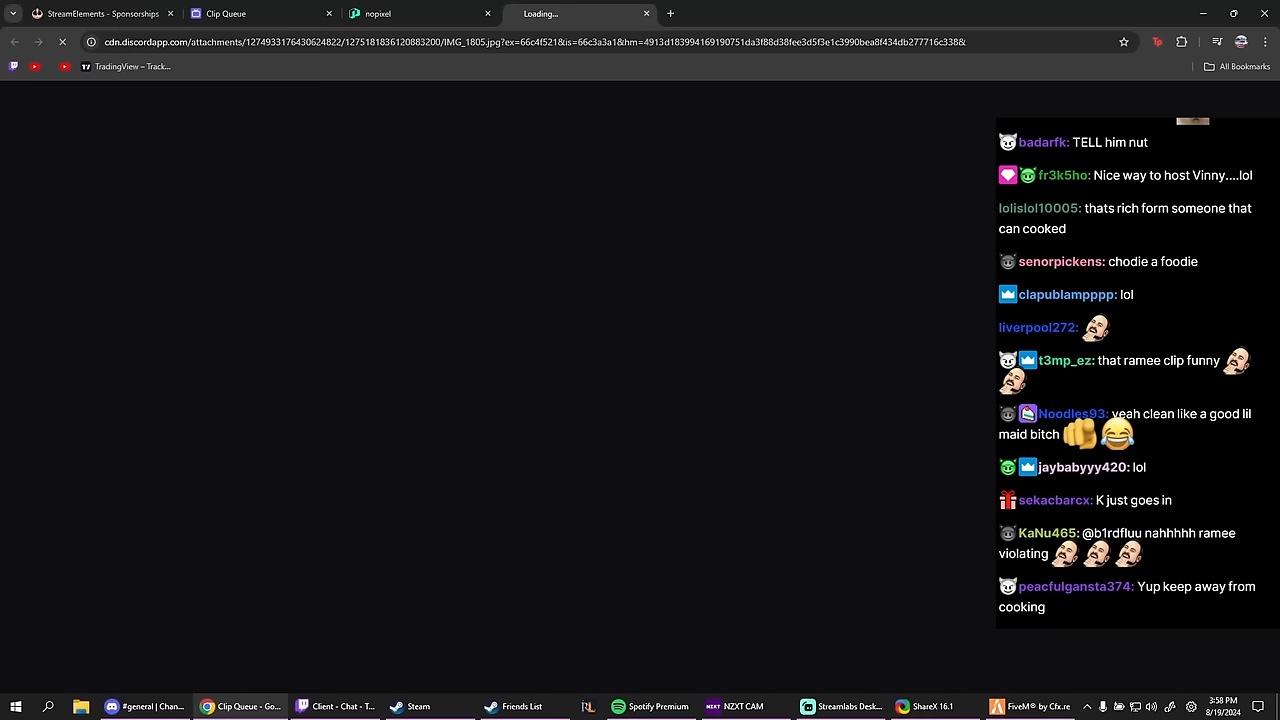 StreamElements - Sponsorships
Clip Queue
nopixel
Loading...
cdn.discordapp.com/attachments/1274933176430624822/1275181836120883200/IMG_1805.jpg?ex=66c4f521&is=66c3a3a1&hm=4913d183994169190751da3f88d38fee3d5f3e1c3990bea8f434db277716c338&
TradingView – Track...
All Bookmarks
badarfk: TELL him nut
fr3k5ho: Nice way to host Vinny....lol
lolislol10005: thats rich form someone that
can cooked
senorpickens: chodie a foodie
clapublampppp: lol
liverpool272:
t3mp_ez: that ramee clip funny
Noodles93: yeah clean like a good lil
maid bitch
jaybabyyy420: lol
sekacbarcx: K just goes in
KaNu465: @b1rdfluu nahhhhh ramee
violating
peacfulgansta374: Yup keep away from
cooking
#general | Chan...
Clip Queue - Go...
Client - Chat - T...
Steam
Friends List
Spotify Premium
NZXT CAM
Streamlabs Desk...
ShareX 16.1
FiveM® by Cfx.re
3:58 PM
8/19/2024